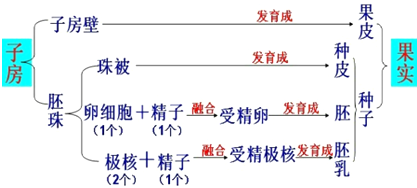 子房壁 发育成 果皮
子房 果实
珠被 发育成 种皮
胚珠 种子
卵细胞+精子 融合 受精卵 发育成 胚
(1个) (1个)
极核+精子 融合 受精极核 发育成 胚乳
(2个) (1个)